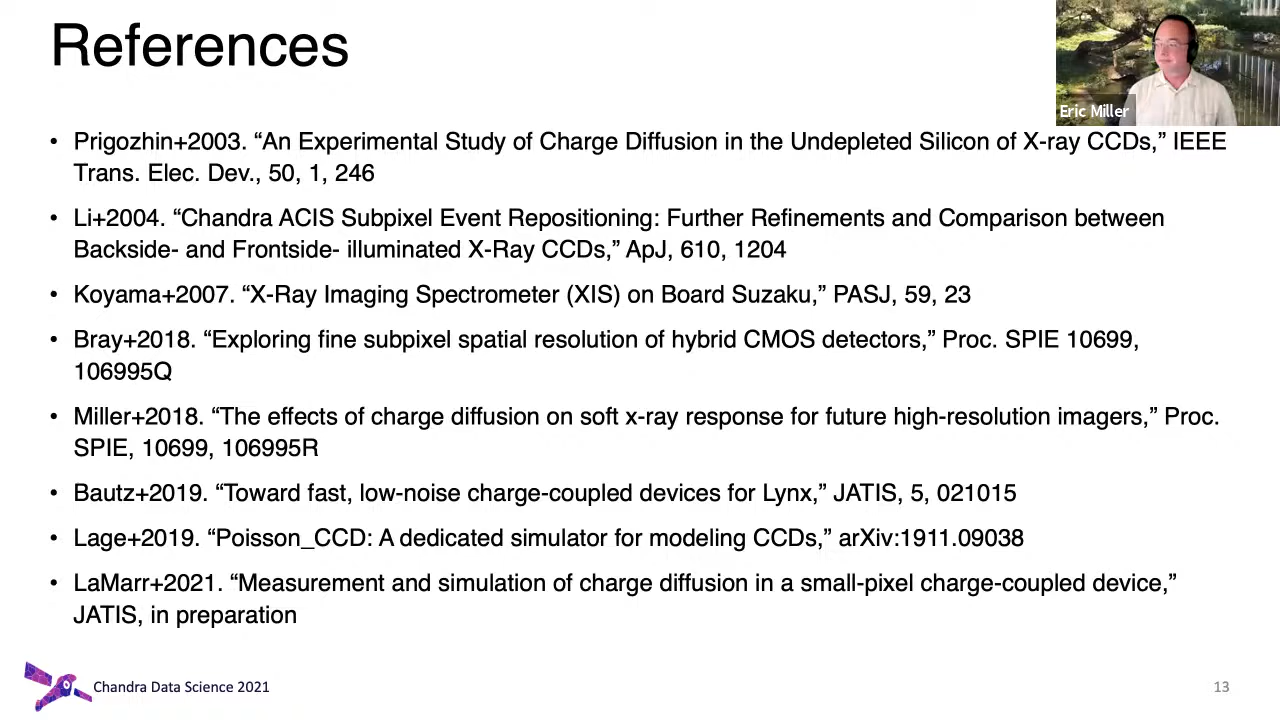 References
Eric Miller
• Prigozhin+2003. “An Experimental Study of Charge Diffusion in the Undepleted Silicon of X-ray CCDs,” IEEE
Trans. Elec. Dev., 50, 1, 246
• Li+2004. “Chandra ACIS Subpixel Event Repositioning: Further Refinements and Comparison between
Backside- and Frontside- illuminated X-Ray CCDs,” ApJ, 610, 1204
• Koyama+2007. “X-Ray Imaging Spectrometer (XIS) on Board Suzaku,” PASJ, 59, 23
• Bray+2018. “Exploring fine subpixel spatial resolution of hybrid CMOS detectors,” Proc. SPIE 10699,
106995Q
• Miller+2018. “The effects of charge diffusion on soft x-ray response for future high-resolution imagers,” Proc.
SPIE, 10699, 106995R
• Bautz+2019. “Toward fast, low-noise charge-coupled devices for Lynx,” JATIS, 5, 021015
• Lage+2019. “Poisson_CCD: A dedicated simulator for modeling CCDs,” arXiv:1911.09038
• LaMarr+2021. “Measurement and simulation of charge diffusion in a small-pixel charge-coupled device,”
JATIS, in preparation
Chandra Data Science 2021
13